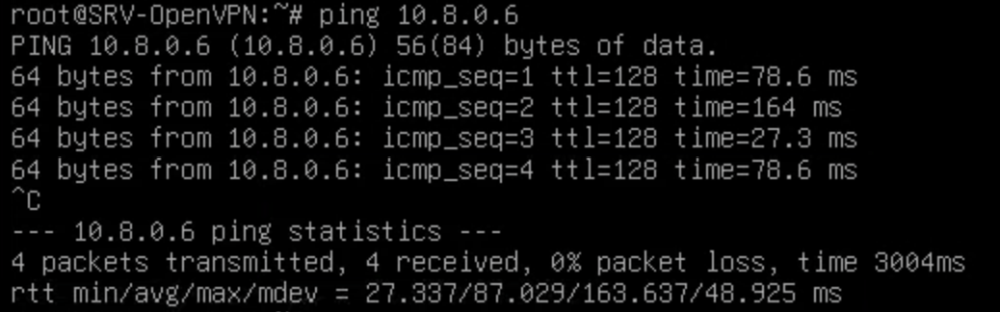 root@SRV-OpenVPN:~# ping 10.8.0.6
PING 10.8.0.6 (10.8.0.6) 56(84) bytes of data.
64 bytes from 10.8.0.6: icmp_seq=1 ttl=128 time=78.6 ms
64 bytes from 10.8.0.6: icmp_seq=2 ttl=128 time=164 ms
64 bytes from 10.8.0.6: icmp_seq=3 ttl=128 time=27.3 ms
64 bytes from 10.8.0.6: icmp_seq=4 ttl=128 time=78.6 ms
^C
--- 10.8.0.6 ping statistics ---
4 packets transmitted, 4 received, 0% packet loss, time 3004ms
rtt min/avg/max/mdev = 27.337/87.029/163.637/48.925 ms